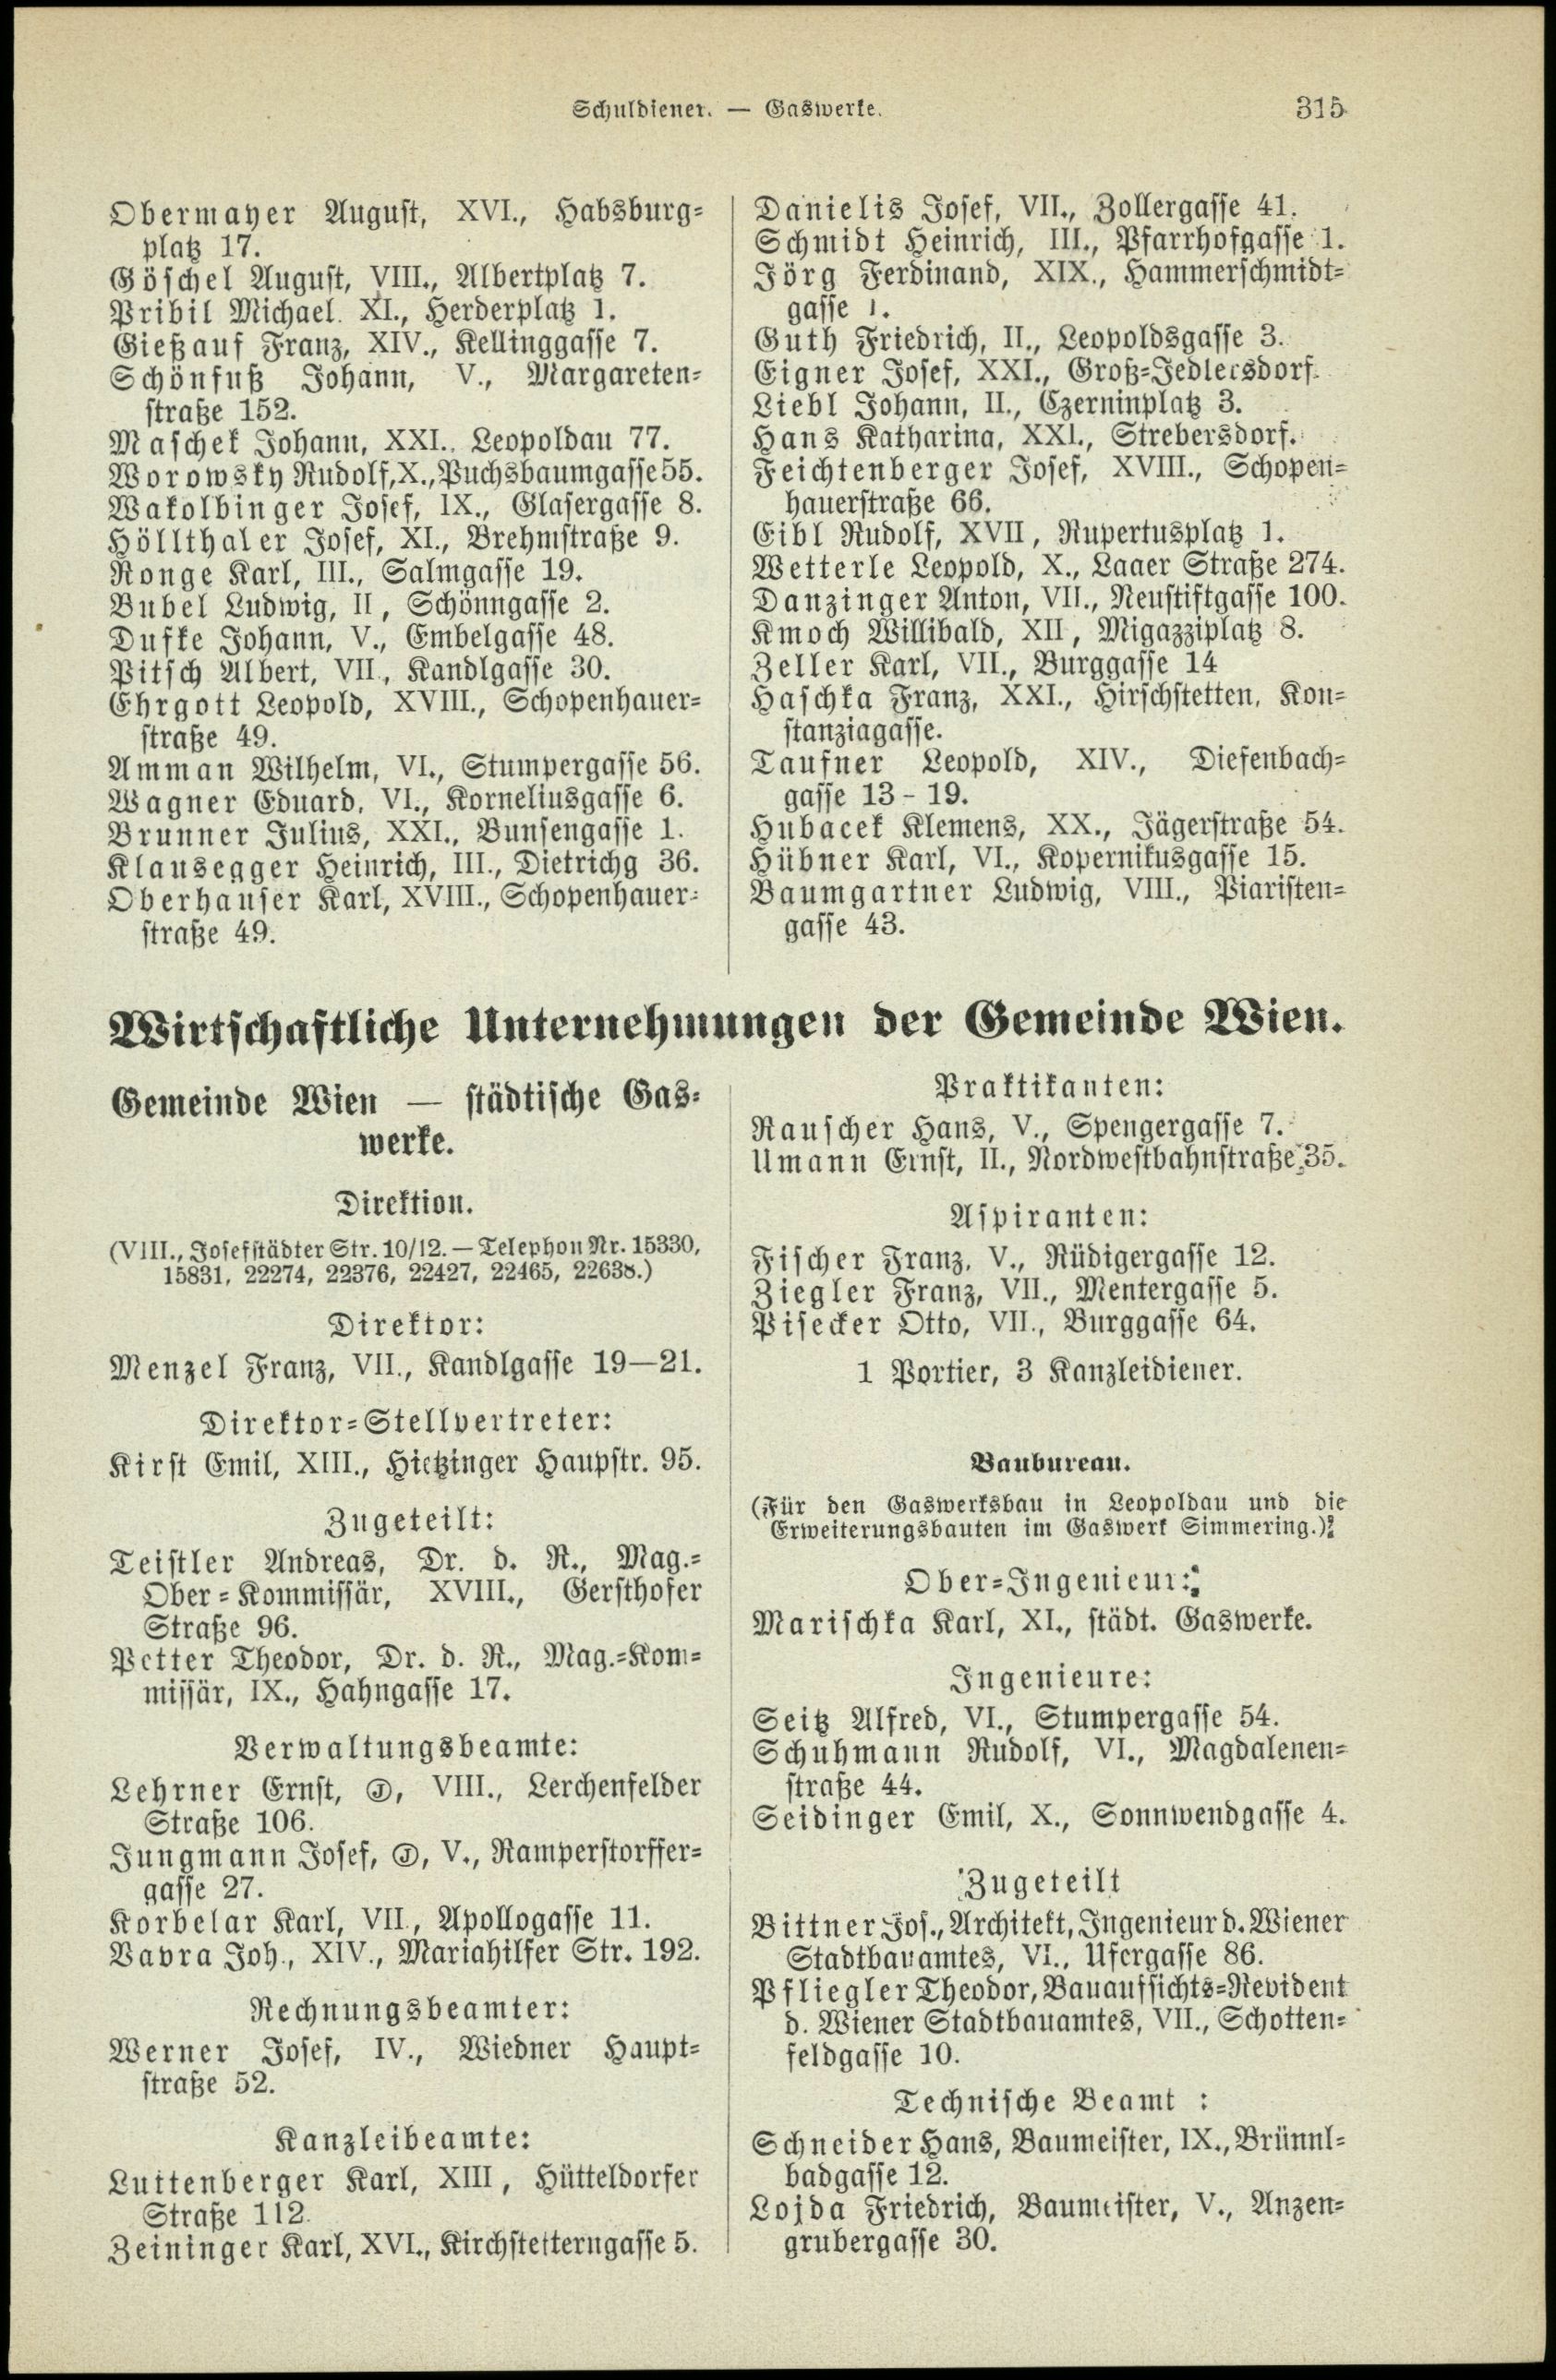 Schuldiener. — Gaswerke. 315
Obermayer August, XVI., Habsburg-
platz 17.
Göschel August, VIII., Albertplatz 7.
Pribil Michael. XI., Herderplatz 1.
Gießauf Franz, XIV., Kellinggasse 7.
Schönfuß Johann, V., Margareten-
straße 152.
Maschek Johann, XXI., Leopoldau 77.
Worowsky Rudolf, X., Puchsbaumgasse 55.
Wakolbinger Josef, IX., Glasergasse 8.
Höllthaler Josef, XI., Brehmstraße 9.
Ronge Karl, III., Salmgasse 19.
Bubel Ludwig, II, Schönngasse 2.
Dufke Johann, V., Embelgasse 48.
Pitsch Albert, VII., Kandlgasse 30.
Ehrgott Leopold, XVIII., Schopenhauer-
straße 49.
Amman Wilhelm, VI., Stumpergasse 56.
Wagner Eduard, VI., Korneliusgasse 6.
Brunner Julius, XXI., Bunsengasse 1.
Klausegger Heinrich, III., Dietrichg 36.
Oberhauser Karl, XVIII., Schopenhauer-
straße 49.
Danielis Josef, VII., Zollergasse 41.
Schmidt Heinrich, III., Pfarrhofgasse 1.
Jörg Ferdinand, XIX., Hammerschmidt-
gasse 1.
Guth Friedrich, II., Leopoldsgasse 3.
Eigner Josef, XXI., Groß-Jedlersdorf.
Liebl Johann, II., Czerninplatz 3.
Hans Katharina, XXI., Strebersdorf.
Feichtenberger Josef, XVIII., Schopen-
hauerstraße 66.
Eibl Rudolf, XVII, Rupertusplatz 1.
Wetterle Leopold, X., Laaer Straße 274.
Danzinger Anton, VII., Neustiftgasse 100.
Kmoch Willibald, XII, Migazziplatz 8.
Zeller Karl, VII., Burggasse 14
Haschka Franz, XXI., Hirschstetten, Kon-
stanziagasse.
Taufner Leopold, XIV., Diefenbach-
gasse 13 - 19.
Hubacek Klemens, XX., Jägerstraße 54.
Hübner Karl, VI., Kopernikusgasse 15.
Baumgartner Ludwig, VIII., Piaristen-
gasse 43.
Wirtschaftliche Unternehmungen der Gemeinde Wien.
Gemeinde Wien — städtische Gas-
werke.
Direktion.
(VIII., Josefstädter Str. 10/12. — Telephon Nr. 15330,
15831, 22274, 22376, 22427, 22465, 22638.)
Direktor:
Menzel Franz, VII., Kandlgasse 19—21.
Direktor-Stellvertreter:
Kirst Emil, XIII., Hietzinger Haupstr. 95.
Zugeteilt:
Teistler Andreas, Dr. d. R., Mag.-
Ober-Kommissär, XVIII., Gersthofer
Straße 96.
Petter Theodor, Dr. d. R., Mag.-Kom-
missär, IX., Hahngasse 17.
Verwaltungsbeamte:
Lehrner Ernst, Ⓙ, VIII., Lerchenfelder
Straße 106.
Jungmann Josef, Ⓙ, V., Ramperstorffer-
gasse 27.
Korbelar Karl, VII., Apollogasse 11.
Vavra Joh., XIV., Mariahilfer Str. 192.
Rechnungsbeamter:
Werner Josef, IV., Wiedner Haupt-
straße 52.
Kanzleibeamte:
Luttenberger Karl, XIII, Hütteldorfer
Straße 112.
Zeininger Karl, XVI., Kirchstetterngasse 5.
Praktikanten:
Rauscher Hans, V., Spengergasse 7.
Umann Ernst, II., Nordwestbahnstraße 35.
Aspiranten:
Fischer Franz, V., Rüdigergasse 12.
Ziegler Franz, VII., Mentergasse 5.
Pisecker Otto, VII., Burggasse 64.
1 Portier, 3 Kanzleidiener.
Baubureau.
(Für den Gaswerksbau in Leopoldau und die
Erweiterungsbauten im Gaswerk Simmering.)
Ober-Ingenieur:
Marischka Karl, XI., städt. Gaswerke.
Ingenieure:
Seitz Alfred, VI., Stumpergasse 54.
Schuhmann Rudolf, VI., Magdalenen-
straße 44.
Seidinger Emil, X., Sonnwendgasse 4.
Zugeteilt
Bittner Jos., Architekt, Ingenieur d. Wiener
Stadtbauamtes, VI., Ufergasse 86.
Pfliegler Theodor, Bauaufsichts-Revident
d. Wiener Stadtbauamtes, VII., Schotten-
feldgasse 10.
Technische Beamt :
Schneider Hans, Baumeister, IX., Brünnl-
badgasse 12.
Lojda Friedrich, Baumeister, V., Anzen-
grubergasse 30.